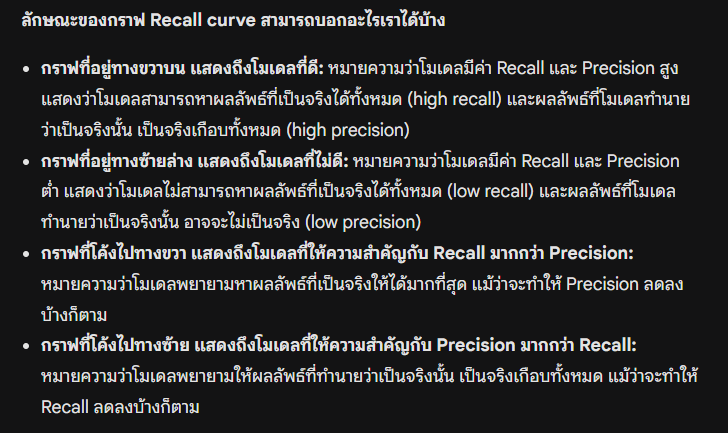 ลักษณะของกราฟ Recall curve สามารถบอกอะไรเราได้บ้าง
• กราฟที่อยู่ทางขวาบน แสดงถึงโมเดลที่ดี: หมายความว่าโมเดลมีค่า Recall และ Precision สูง
แสดงว่าโมเดลสามารถหาผลลัพธ์ที่เป็นจริงได้ทั้งหมด (high recall) และผลลัพธ์ที่โมเดลทำนาย
ว่าเป็นจริงนั้น เป็นจริงเกือบทั้งหมด (high precision)
• กราฟที่อยู่ทางซ้ายล่าง แสดงถึงโมเดลที่ไม่ดี: หมายความว่าโมเดลมีค่า Recall และ Precision
ต่ำ แสดงว่าโมเดลไม่สามารถหาผลลัพธ์ที่เป็นจริงได้ทั้งหมด (low recall) และผลลัพธ์ที่โมเดล
ทำนายว่าเป็นจริงนั้น อาจจะไม่เป็นจริง (low precision)
• กราฟที่โค้งไปทางขวา แสดงถึงโมเดลที่ให้ความสำคัญกับ Recall มากกว่า Precision:
หมายความว่าโมเดลพยายามหาผลลัพธ์ที่เป็นจริงให้ได้มากที่สุด แม้ว่าจะทำให้ Precision ลดลง
บ้างก็ตาม
• กราฟที่โค้งไปทางซ้าย แสดงถึงโมเดลที่ให้ความสำคัญกับ Precision มากกว่า Recall:
หมายความว่าโมเดลพยายามให้ผลลัพธ์ที่ทำนายว่าเป็นจริงนั้น เป็นจริงเกือบทั้งหมด แม้ว่าจะทำให้
Recall ลดลงบ้างก็ตาม